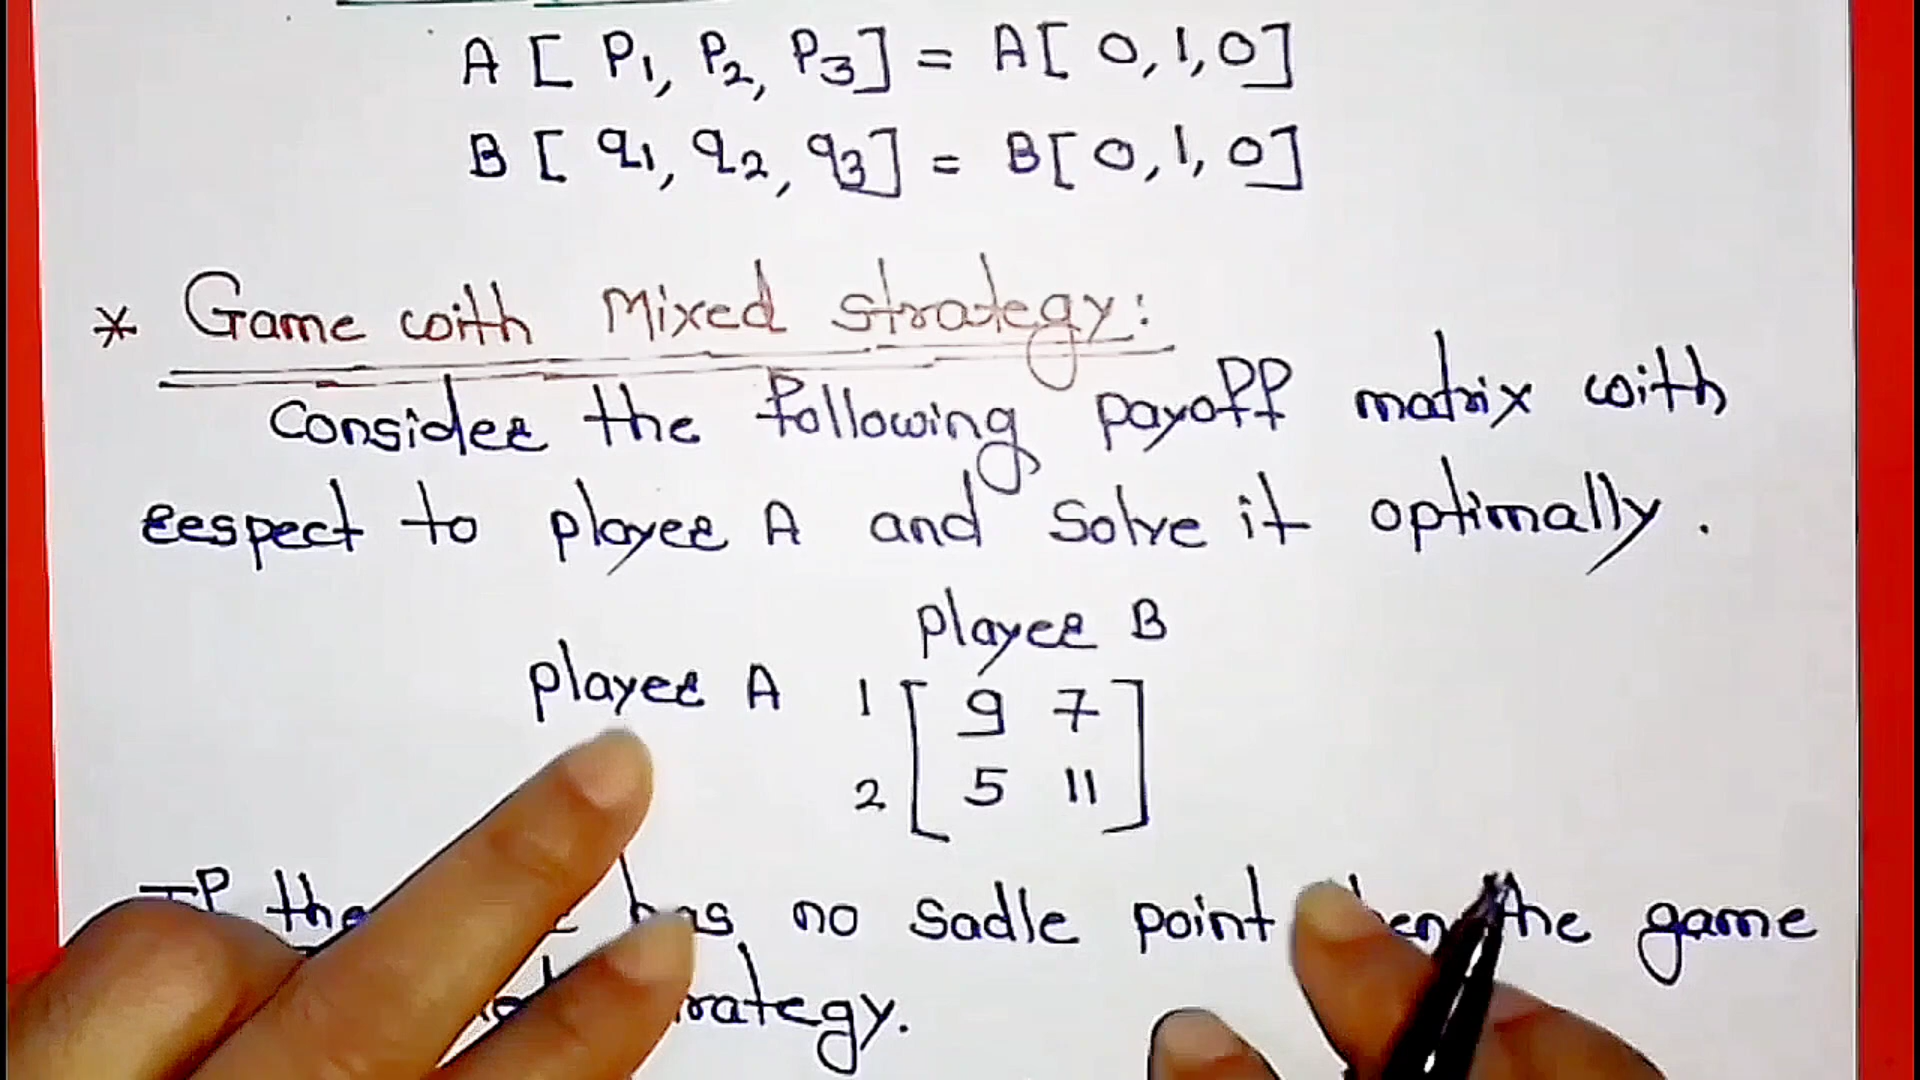 A [ P1, P2, P3 ] = A [ 0, 1, 0 ]
B [ q1, q2, q3 ] = B [ 0, 1, 0 ]
* Game with Mixed strategy:
Consider the following payoff matrix with
respect to player A and Solve it optimally.
Player B
Player A 1 [ 9 7 ]
2 [ 5 11 ]
If the has no sadle point the game
strategy.